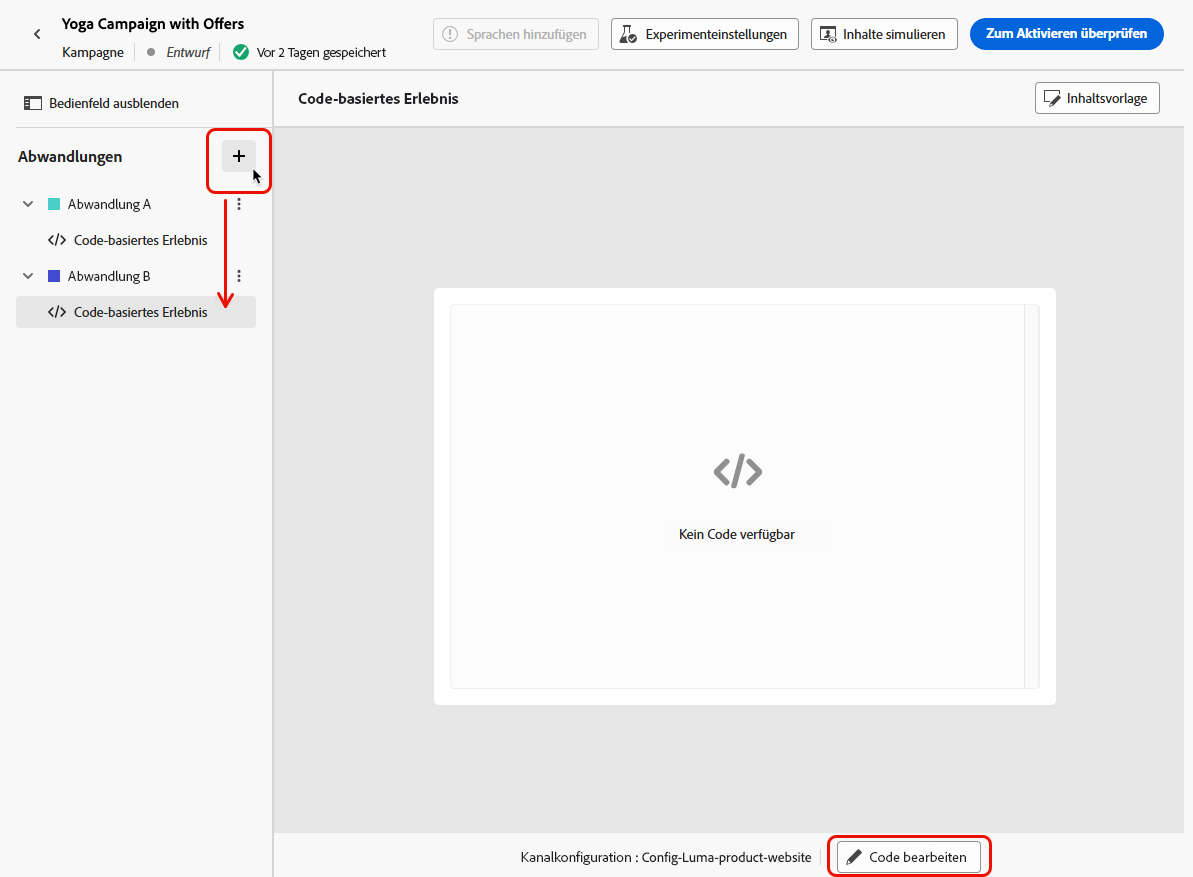 Yoga Campaign with Offers
Kampagne
Entwurf
Vor 2 Tagen gespeichert
Sprachen hinzufügen
Experimenteinstellungen
Inhalte simulieren
Zum Aktivieren überprüfen
Bedienfeld ausblenden
Code-basiertes Erlebnis
Inhaltsvorlage
Abwandlungen
Abwandlung A
</> Code-basiertes Erlebnis
Abwandlung B
</> Code-basiertes Erlebnis
</>
Kein Code verfügbar
Kanalkonfiguration : Config-Luma-product-website
Code bearbeiten